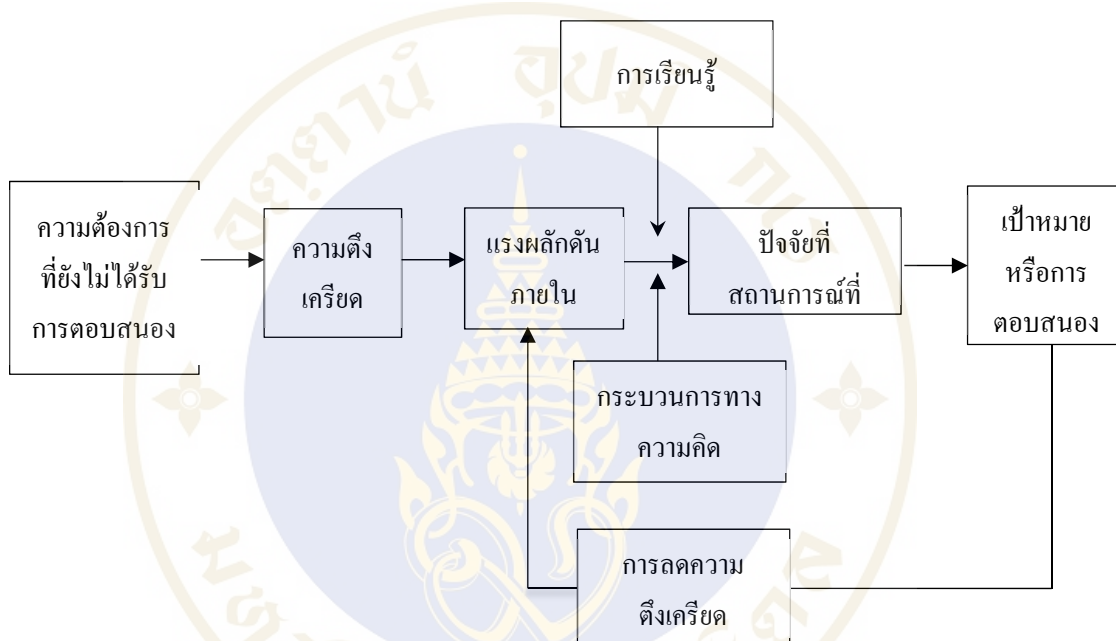 การเรียนรู้
ความต้องการ
ที่ยังไม่ได้รับ
การตอบสนอง
ความตึง
เครียด
แรงผลักดัน
ภายใน
ปัจจัยที่
สถานการณ์ที่
เป้าหมาย
หรือการ
ตอบสนอง
กระบวนการทาง
ความคิด
การลดความ
ตึงเครียด